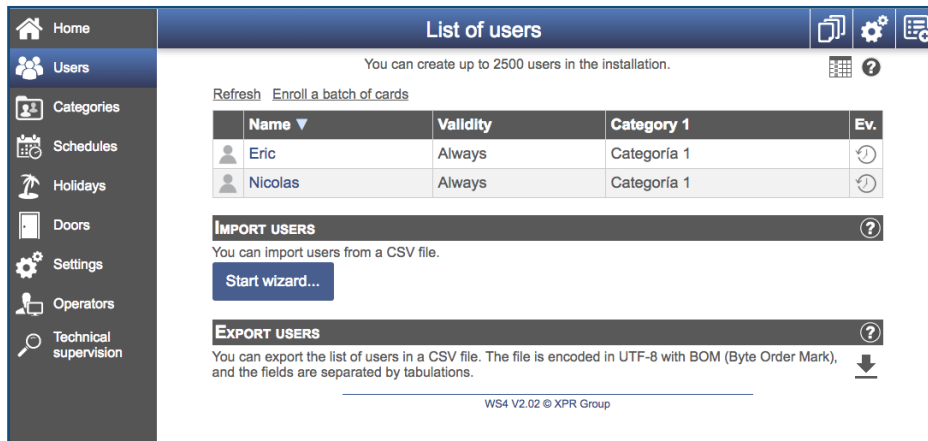 Home
List of users
Users
You can create up to 2500 users in the installation.
Categories
Refresh Enroll a batch of cards
Name ▼ Validity Category 1 Ev.
Schedules
Eric Always Categoría 1
Holidays
Nicolas Always Categoría 1
Doors
IMPORT USERS
You can import users from a CSV file.
Settings
Start wizard...
Operators
Technical
supervision
EXPORT USERS
You can export the list of users in a CSV file. The file is encoded in UTF-8 with BOM (Byte Order Mark),
and the fields are separated by tabulations.
WS4 V2.02 © XPR Group